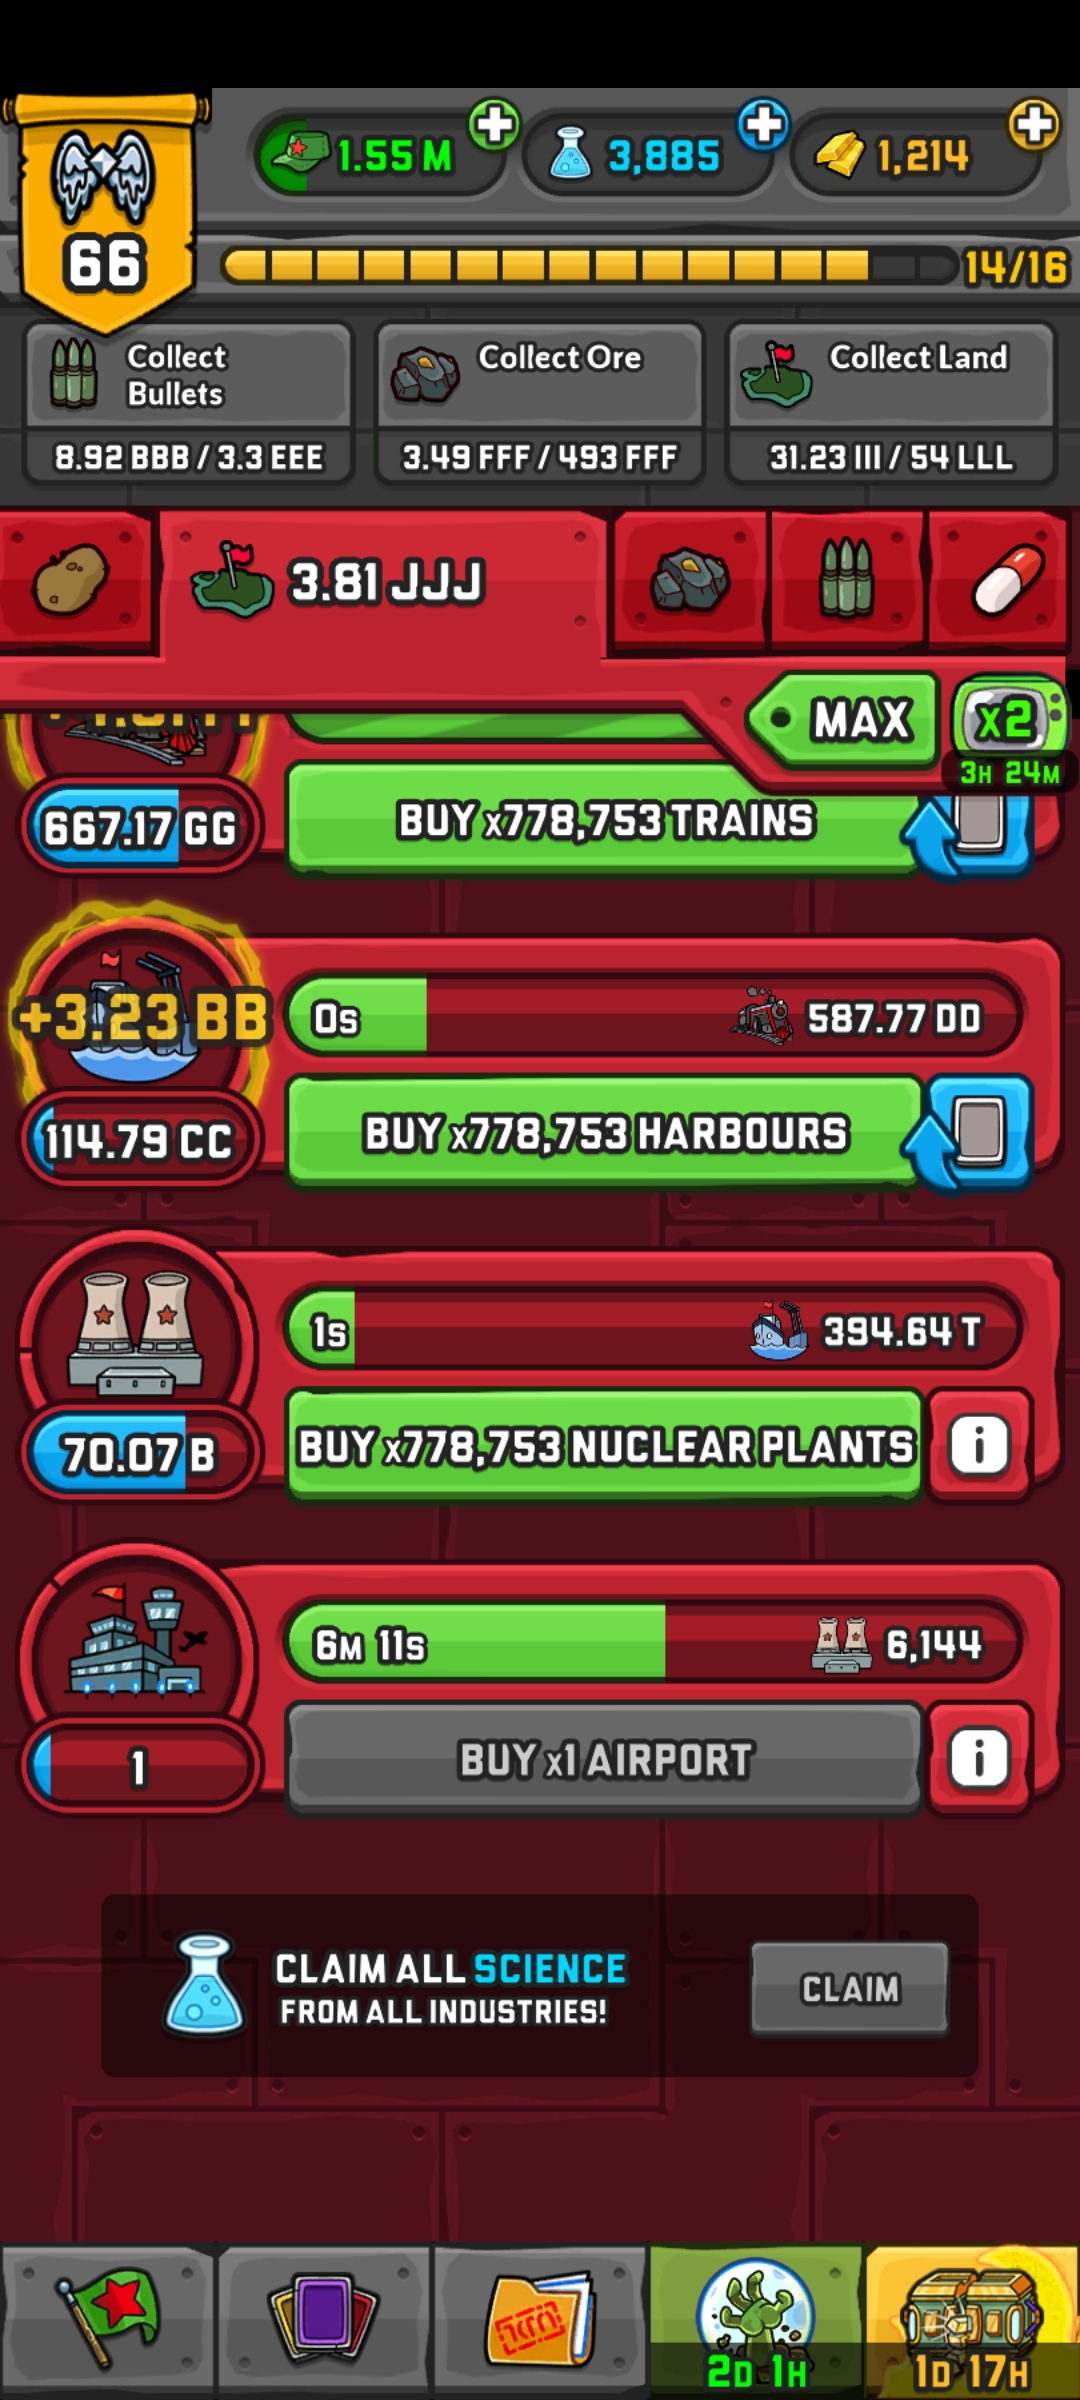 1.55 M
3,885
1,214
66
14/16
Collect
Bullets
8.92 BBB / 3.3 EEE
Collect Ore
3.49 FFF / 493 FFF
Collect Land
31.23 III / 54 LLL
3.81 JJJ
MAX
x2
3H 24M
667.17 GG
BUY x778,753 TRAINS
+3.23 BB
0s
587.77 DD
114.79 CC
BUY x778,753 HARBOURS
1s
394.64 T
70.07 B
BUY x778,753 NUCLEAR PLANTS
i
6M 11s
6,144
1
BUY x1 AIRPORT
i
CLAIM ALL SCIENCE
FROM ALL INDUSTRIES!
CLAIM
2D 1H
1D 17H